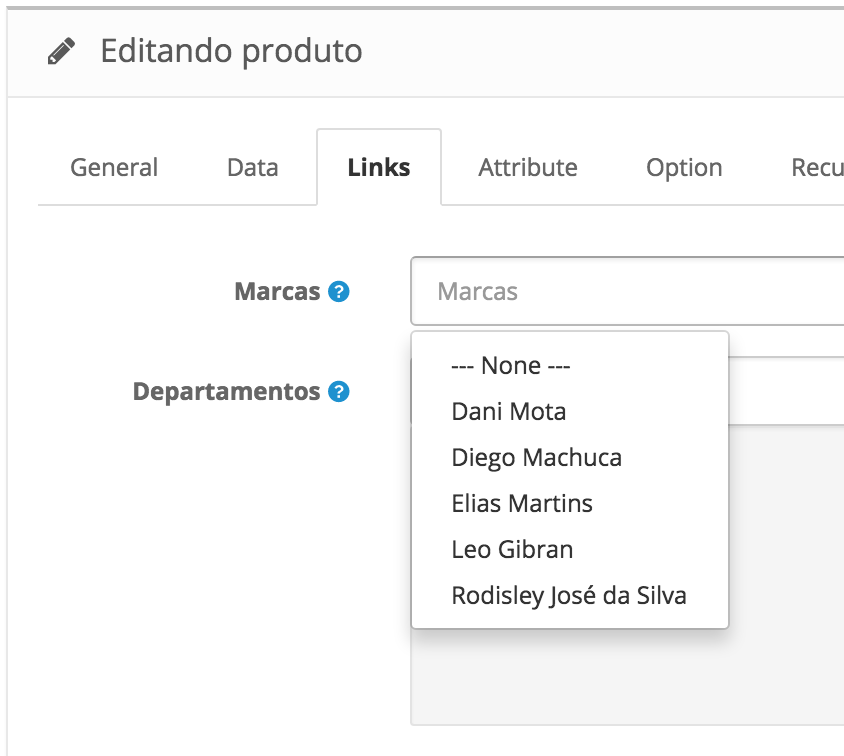 Editando produto
General Data Links Attribute Option Recu
Marcas ? Marcas
--- None ---
Departamentos ?
Dani Mota
Diego Machuca
Elias Martins
Leo Gibran
Rodisley José da Silva